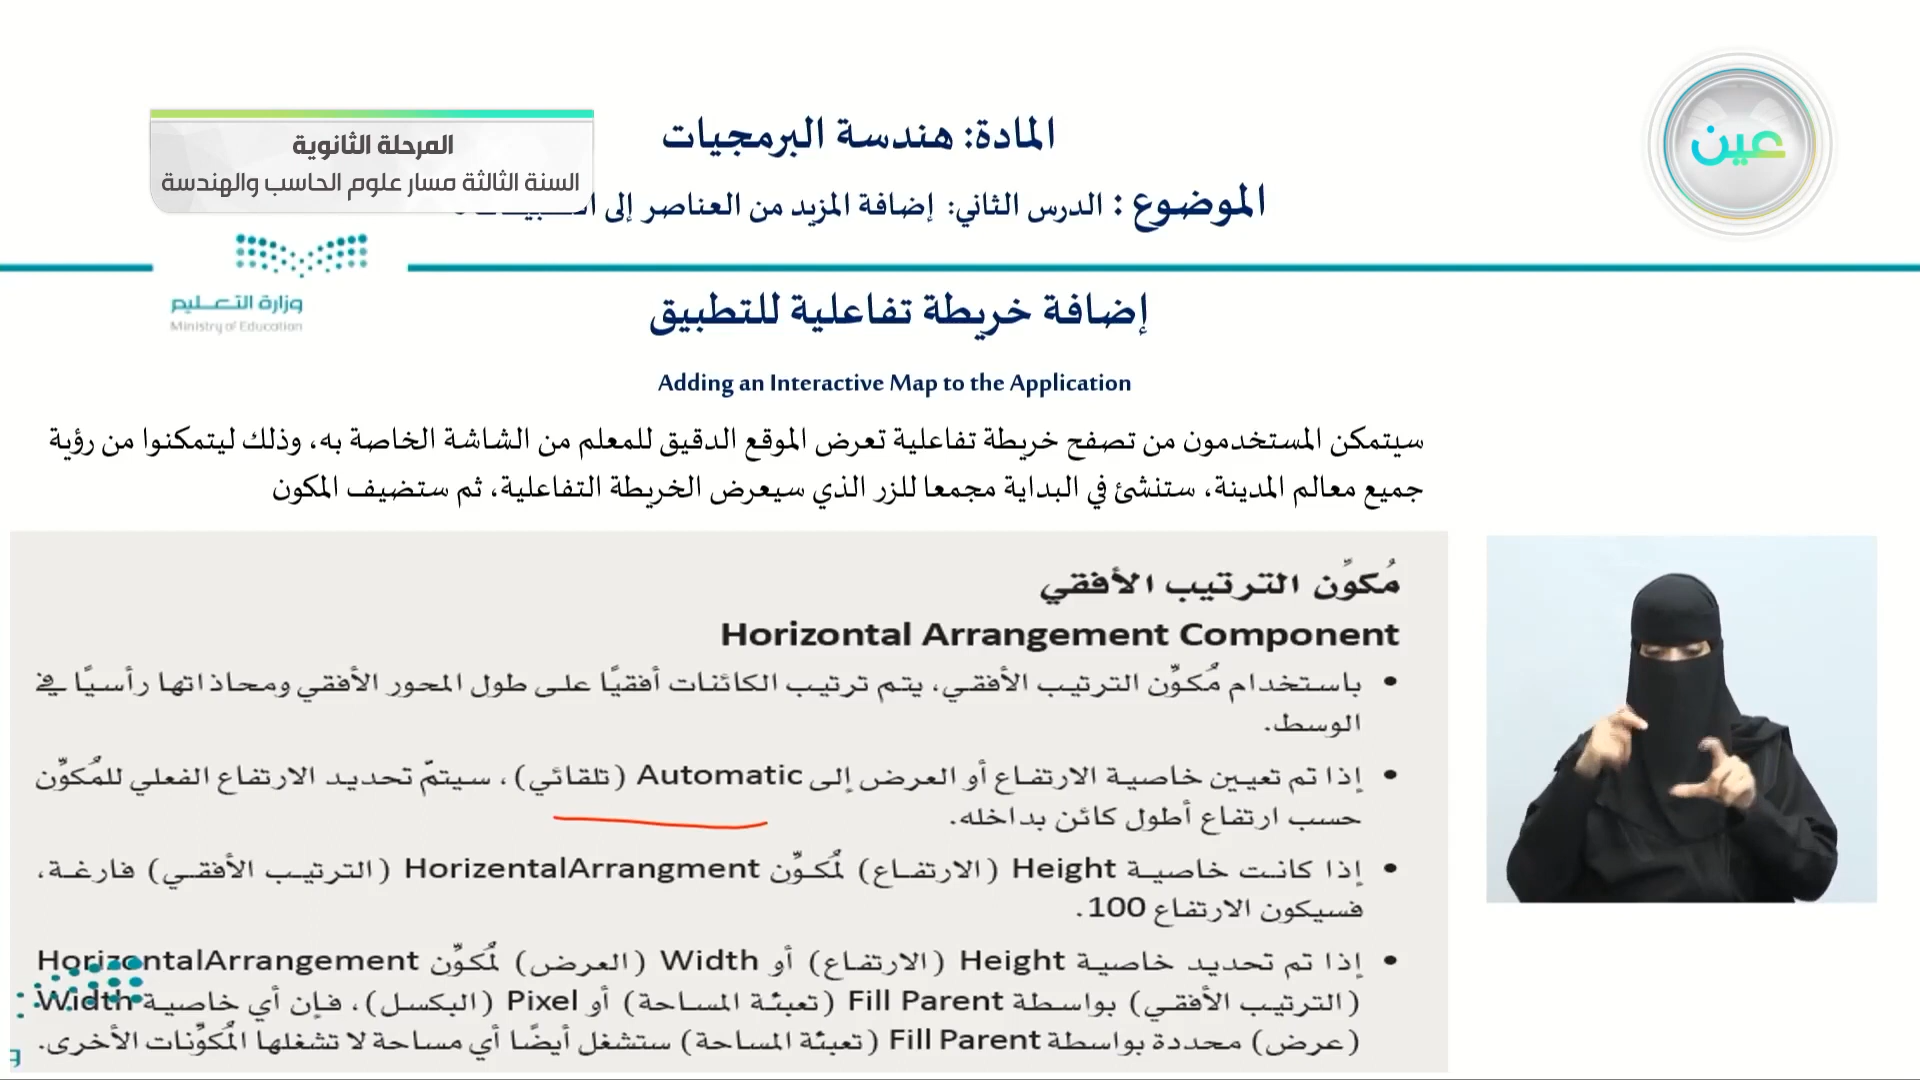 عين
المادة: هندسة البرمجيات
المرحلة الثانوية
السنة الثالثة مسار علوم الحاسب والهندسة
الموضوع : الدرس الثاني: إضافة المزيد من العناصر إلى
وزارة التعليم
Ministry of Education
إضافة خريطة تفاعلية للتطبيق
Adding an Interactive Map to the Application
سيتمكن المستخدمون من تصفح خريطة تفاعلية تعرض الموقع الدقيق للمعلم من الشاشة الخاصة به، وذلك ليتمكنوا من رؤية
جميع معالم المدينة، ستنشئ في البداية مجمعا للزر الذي سيعرض الخريطة التفاعلية، ثم ستضيف المكون
مُكوِّن الترتيب الأفقي
Horizontal Arrangement Component
• باستخدام مُكوِّن الترتيب الأفقي، يتم ترتيب الكائنات أفقيًا على طول المحور الأفقي ومحاذاتها رأسيًا في
الوسط.
• إذا تم تعيين خاصية الارتفاع أو العرض إلى Automatic (تلقائي)، سيتمّ تحديد الارتفاع الفعلي للمُكوِّن
حسب ارتفاع أطول كائن بداخله.
• إذا كانت خاصية Height (الارتفاع) لمُكوِّن HorizentalArrangment (الترتيب الأفقي) فارغة،
فسيكون الارتفاع 100.
• إذا تم تحديد خاصية Height (الارتفاع) أو Width (العرض) لمُكوِّن HorizontalArrangement
(الترتيب الأفقي) بواسطة Fill Parent (تعبئة المساحة) أو Pixel (البكسل)، فإن أي خاصية Width
(عرض) محددة بواسطة Fill Parent (تعبئة المساحة) ستشغل أيضًا أي مساحة لا تشغلها المُكوِّنات الأخرى.